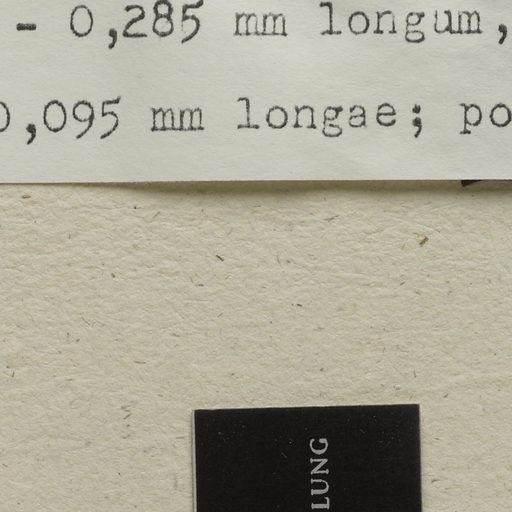 - 0,285 mm longum,
0,095 mm longae; po
LUNG